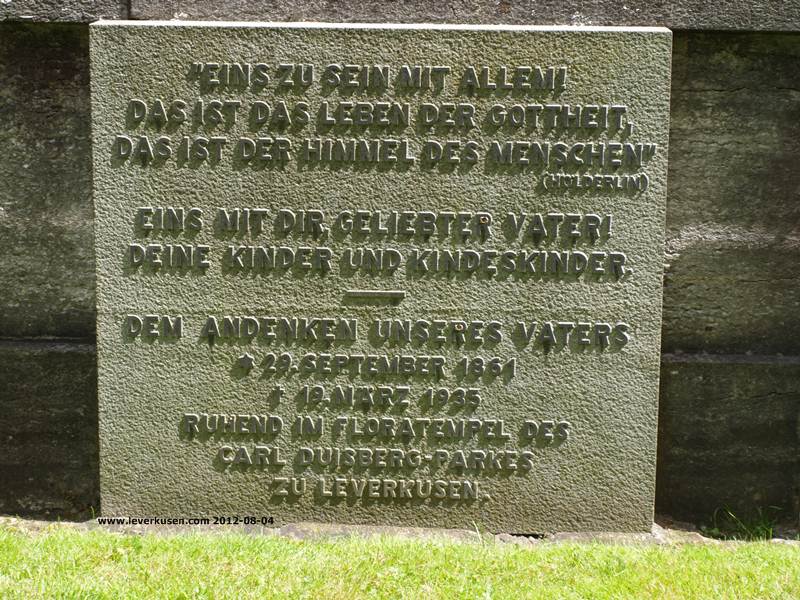 "EINS ZU SEIN MIT ALLEM!
DAS IST DAS LEBEN DER GOTTHEIT,
DAS IST DER HIMMEL DES MENSCHEN"
(HÖLDERLIN)
EINS MIT DIR, GELIEBTER VATER!
DEINE KINDER UND KINDESKINDER.
DEM ANDENKEN UNSERES VATERS
* 29. SEPTEMBER 1861
† 19. MÄRZ 1935
RUHEND IM FLORATEMPEL DES
CARL DUISBERG-PARKES
ZU LEVERKUSEN.
www.leverkusen.com 2012-08-04